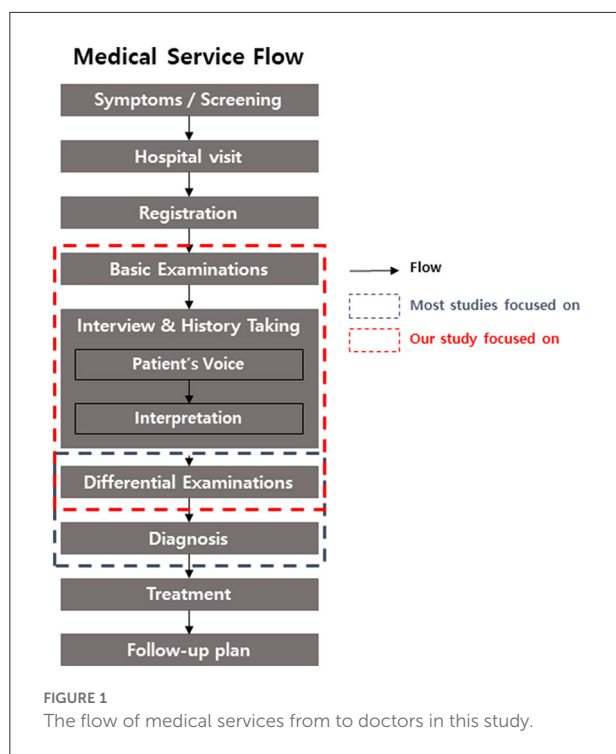 Medical Service Flow
Symptoms / Screening
Hospital visit
Registration
Basic Examinations
Interview & History Taking
Patient's Voice
Interpretation
Differential Examinations
Diagnosis
Treatment
Follow-up plan
Flow
Most studies focused on
Our study focused on
FIGURE 1
The flow of medical services from to doctors in this study.